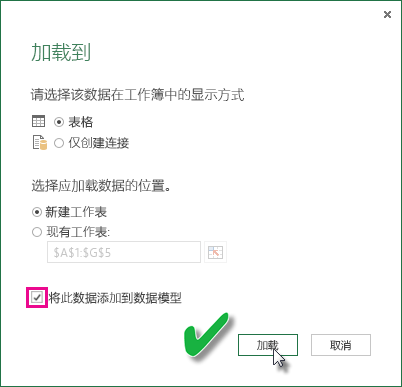 加载到
请选择该数据在工作簿中的显示方式
表格
仅创建连接
选择应加载数据的位置。
新建工作表
现有工作表:
$A$1:$G$5
将此数据添加到数据模型
加载 取消